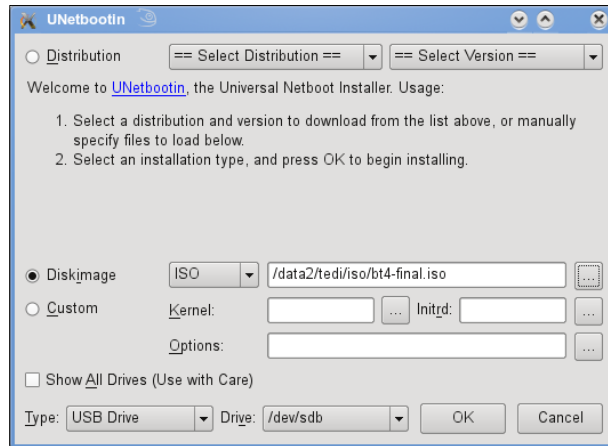 UNetbootin
Distribution == Select Distribution == == Select Version ==
Welcome to UNetbootin, the Universal Netboot Installer. Usage:
1. Select a distribution and version to download from the list above, or manually
specify files to load below.
2. Select an installation type, and press OK to begin installing.
Diskimage ISO /data2/tedi/iso/bt4-final.iso ...
Custom Kernel: ... Initrd: ...
Options: ...
Show All Drives (Use with Care)
Type: USB Drive Drive: /dev/sdb OK Cancel